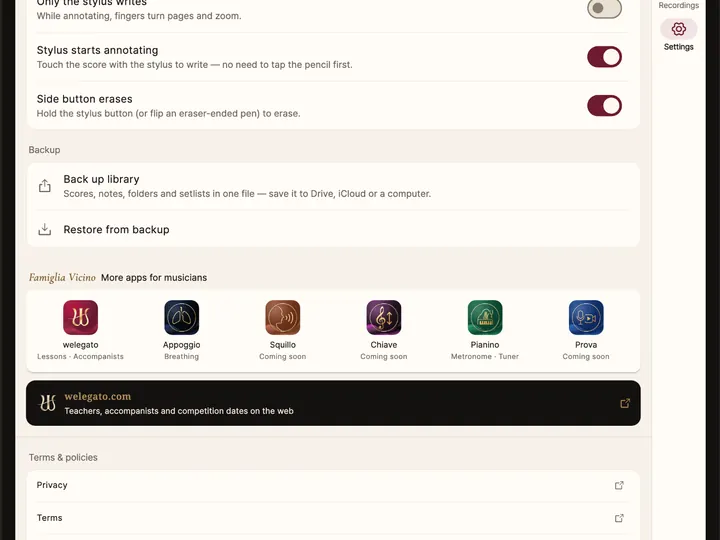 Only the stylus writes
While annotating, fingers turn pages and zoom.
Recordings
Settings
Stylus starts annotating
Touch the score with the stylus to write — no need to tap the pencil first.
Side button erases
Hold the stylus button (or flip an eraser-ended pen) to erase.
Backup
Back up library
Scores, notes, folders and setlists in one file — save it to Drive, iCloud or a computer.
Restore from backup
Famiglia Vicino More apps for musicians
welegato
Lessons · Accompanists
Appoggio
Breathing
Squillo
Coming soon
Chiave
Coming soon
Pianino
Metronome · Tuner
Prova
Coming soon
welegato.com
Teachers, accompanists and competition dates on the web
Terms & policies
Privacy
Terms